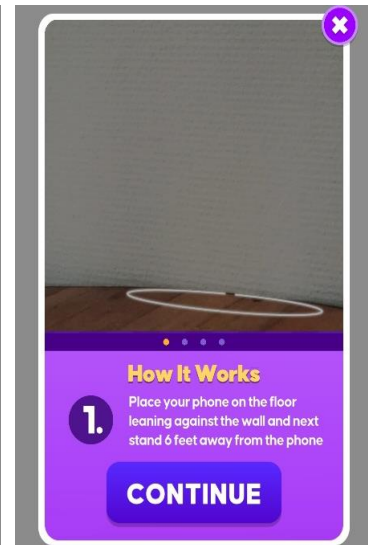 How It Works
1.
Place your phone on the floor
leaning against the wall and next
stand 6 feet away from the phone
CONTINUE